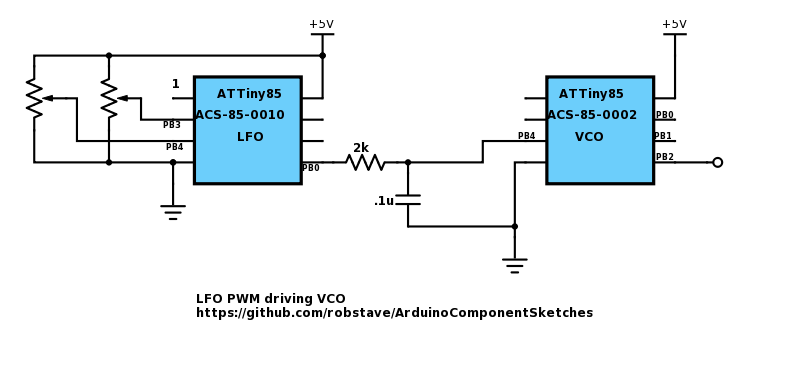 +5V
+5V
1
ATTiny85
ACS-85-0010
LFO
PB3
PB4
PB0
2k
.1u
ATTiny85
ACS-85-0002
VCO
PB4
PB0
PB1
PB2
LFO PWM driving VCO
https://github.com/robstave/ArduinoComponentSketches